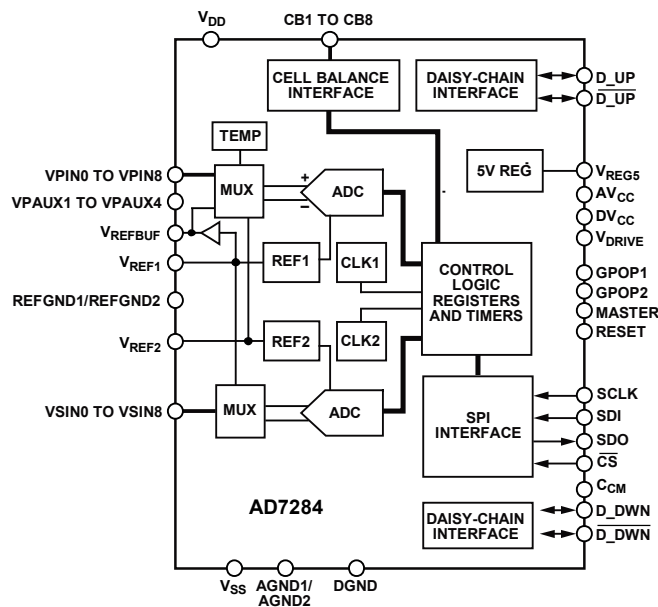 VDD
CB1 TO CB8
CELL BALANCE
INTERFACE
DAISY-CHAIN
INTERFACE
D_UP
D_UP
TEMP
VPIN0 TO VPIN8
MUX
+
–
ADC
5V REG
VREG5
VPAUX1 TO VPAUX4
AVCC
DVCC
VREFBUF
VDRIVE
VREF1
REF1
CLK1
CONTROL
LOGIC
REGISTERS
AND TIMERS
GPOP1
GPOP2
MASTER
RESET
REFGND1/REFGND2
VREF2
REF2
CLK2
VSIN0 TO VSIN8
MUX
ADC
SPI
INTERFACE
SCLK
SDI
SDO
CS
CCM
AD7284
DAISY-CHAIN
INTERFACE
D_DWN
D_DWN
VSS
AGND1/
AGND2
DGND